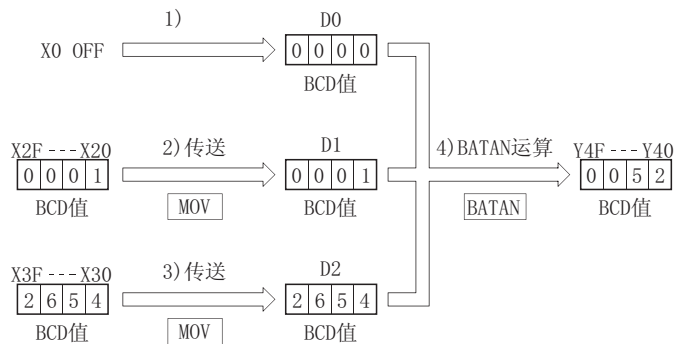 1)
D0
X0 OFF
0 0 0 0
BCD值
X2F ---X20
2)传送
D1
4)BATAN运算
Y4F ---Y40
0 0 0 1
0 0 0 1
0 0 5 2
BCD值
MOV
BCD值
BATAN
BCD值
X3F ---X30
3)传送
D2
2 6 5 4
2 6 5 4
BCD值
MOV
BCD值